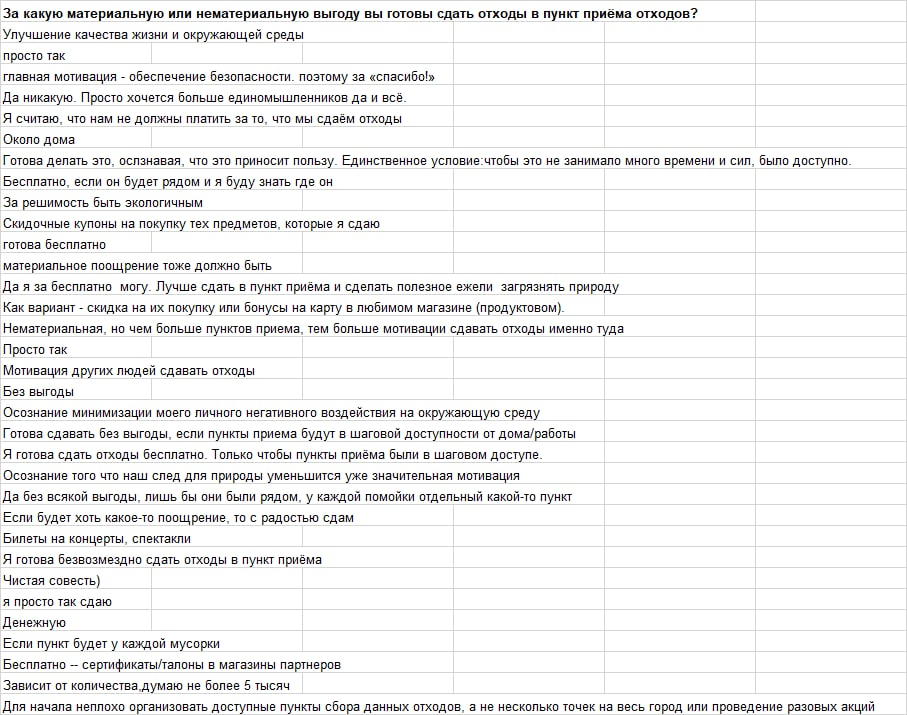 За какую материальную или нематериальную выгоду вы готовы сдать отходы в пункт приёма отходов?
Улучшение качества жизни и окружающей среды
просто так
главная мотивация - обеспечение безопасности. поэтому за «спасибо!»
Да никакую. Просто хочется больше единомышленников да и всё.
Я считаю, что нам не должны платить за то, что мы сдаём отходы
Около дома
Готова делать это, ослзнавая, что это приносит пользу. Единственное условие:чтобы это не занимало много времени и сил, было доступно.
Бесплатно, если он будет рядом и я буду знать где он
За решимость быть экологичным
Скидочные купоны на покупку тех предметов, которые я сдаю
готова бесплатно
материальное поощрение тоже должно быть
Да я за бесплатно  могу. Лучше сдать в пункт приёма и сделать полезное ежели  загрязнять природу
Как вариант - скидка на их покупку или бонусы на карту в любимом магазине (продуктовом).
Нематериальная, но чем больше пунктов приема, тем больше мотивации сдавать отходы именно туда
Просто так
Мотивация других людей сдавать отходы
Без выгоды
Осознание минимизации моего личного негативного воздействия на окружающую среду
Готова сдавать без выгоды, если пункты приема будут в шаговой доступности от дома/работы
Я готова сдать отходы бесплатно. Только чтобы пункты приёма были в шаговом доступе.
Осознание того что наш след для природы уменьшится уже значительная мотивация
Да без всякой выгоды, лишь бы они были рядом, у каждой помойки отдельный какой-то пункт
Если будет хоть какое-то поощрение, то с радостью сдам
Билеты на концерты, спектакли
Я готова безвозмездно сдать отходы в пункт приёма
Чистая совесть)
я просто так сдаю
Денежную
Если пункт будет у каждой мусорки
Бесплатно -- сертификаты/талоны в магазины партнеров
Зависит от количества,думаю не более 5 тысяч
Для начала неплохо организовать доступные пункты сбора данных отходов, а не несколько точек на весь город или проведение разовых акций